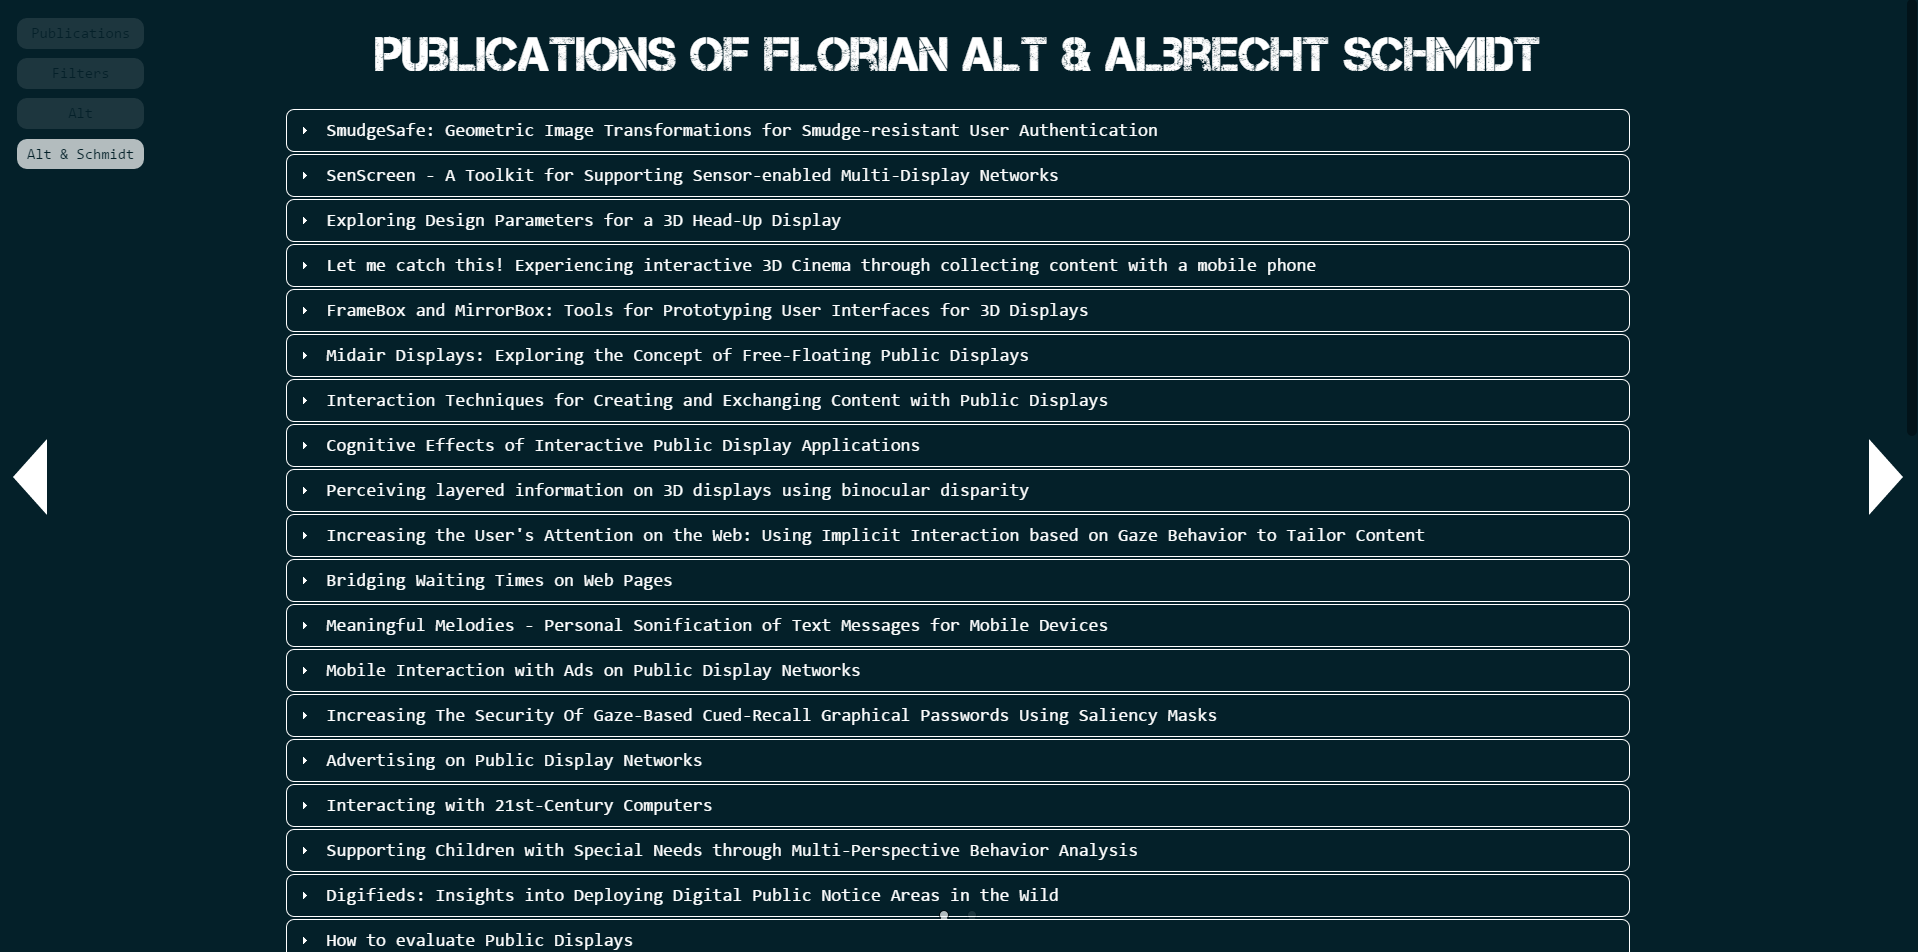 Publications
Filters
Alt
Alt & Schmidt
PUBLICATIONS OF FLORIAN ALT & ALBRECHT SCHMIDT
SmudgeSafe: Geometric Image Transformations for Smudge-resistant User Authentication
SenScreen - A Toolkit for Supporting Sensor-enabled Multi-Display Networks
Exploring Design Parameters for a 3D Head-Up Display
Let me catch this! Experiencing interactive 3D Cinema through collecting content with a mobile phone
FrameBox and MirrorBox: Tools for Prototyping User Interfaces for 3D Displays
Midair Displays: Exploring the Concept of Free-Floating Public Displays
Interaction Techniques for Creating and Exchanging Content with Public Displays
Cognitive Effects of Interactive Public Display Applications
Perceiving layered information on 3D displays using binocular disparity
Increasing the User's Attention on the Web: Using Implicit Interaction based on Gaze Behavior to Tailor Content
Bridging Waiting Times on Web Pages
Meaningful Melodies - Personal Sonification of Text Messages for Mobile Devices
Mobile Interaction with Ads on Public Display Networks
Increasing The Security Of Gaze-Based Cued-Recall Graphical Passwords Using Saliency Masks
Advertising on Public Display Networks
Interacting with 21st-Century Computers
Supporting Children with Special Needs through Multi-Perspective Behavior Analysis
Digifieds: Insights into Deploying Digital Public Notice Areas in the Wild
How to evaluate Public Displays